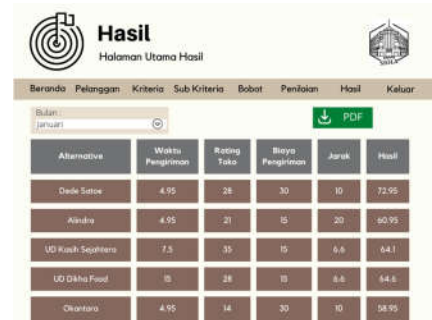 Hasil
Halaman Utama Hasil
Beranda Pelanggan Kriteria Sub Kriteria Bobot Penilaian Hasil Keluar
Bulan :
Januari
PDF
Alternative Waktu Pengiriman Rating Toko Biaya Pengiriman Jarak Hasil
Dede Satoe 4.95 28 30 10 72.95
Alindra 4.95 21 15 20 60.95
UD Kasih Sejahtera 7.5 35 15 6.6 64.1
UD Dikha Food 15 28 15 6.6 64.6
Okantara 4.95 14 30 10 58.95